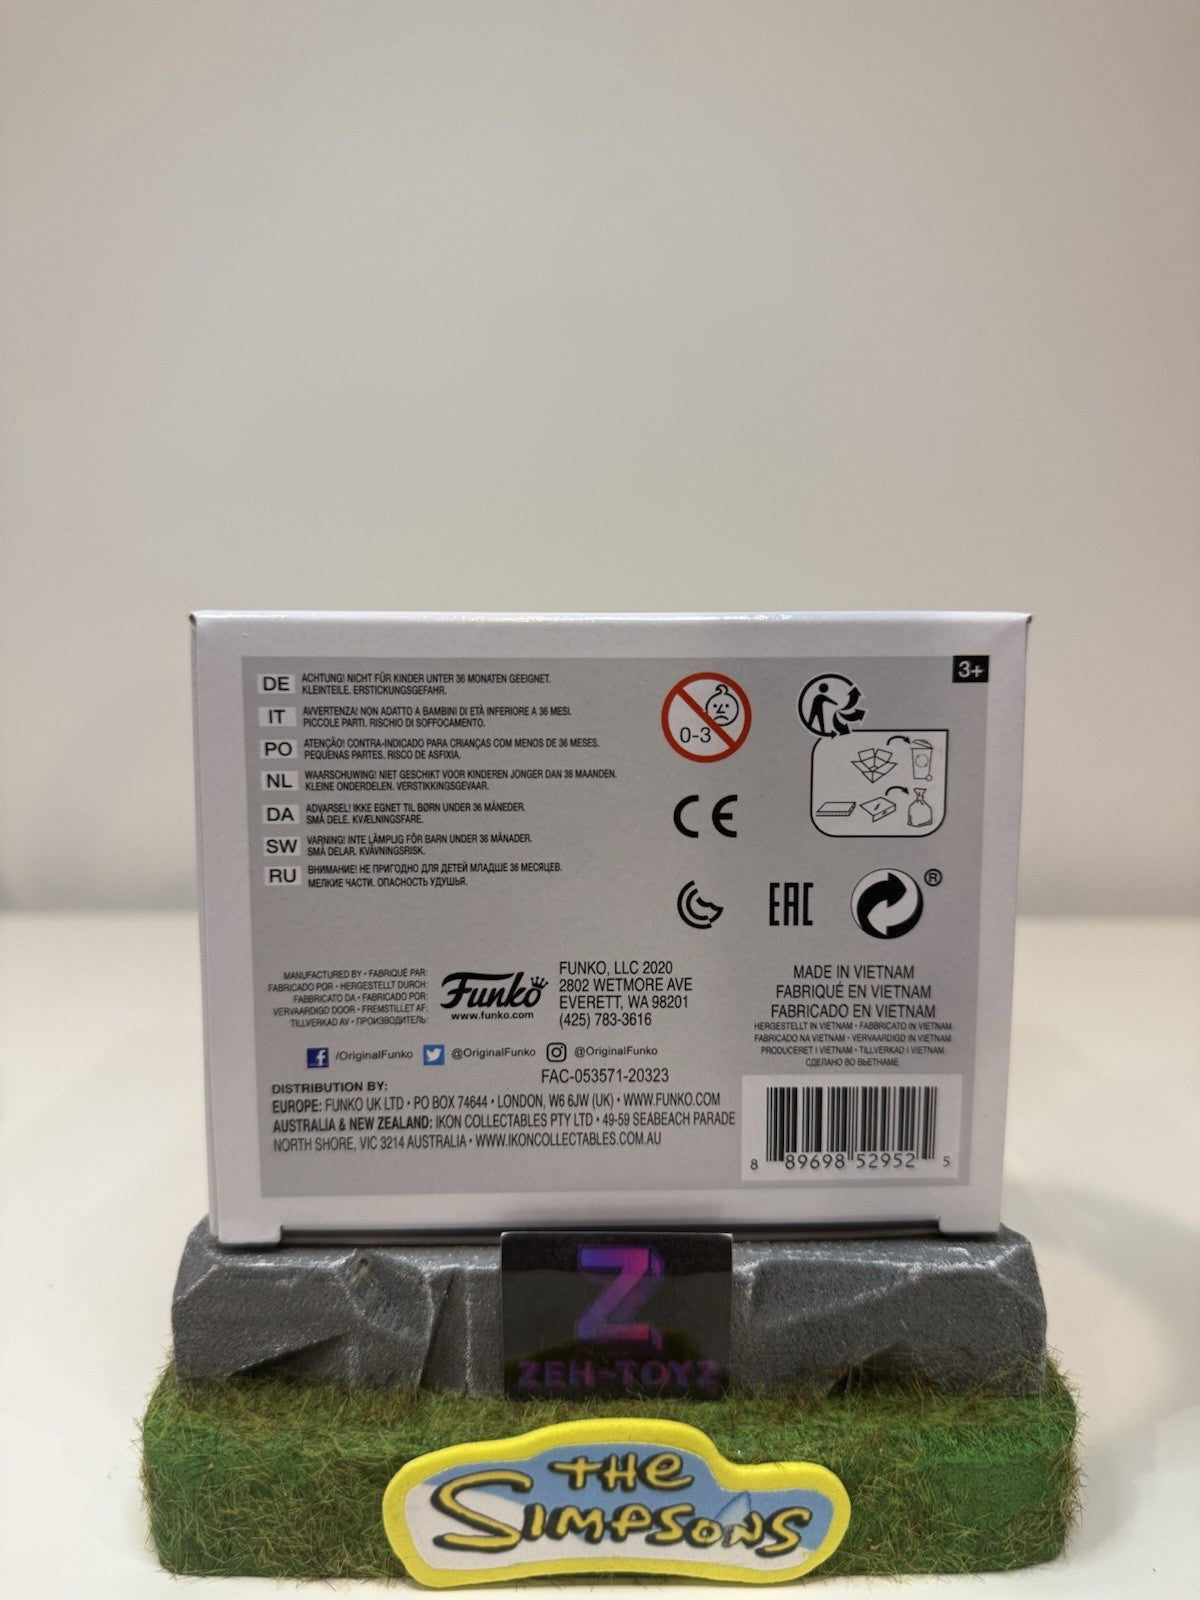 3+
DE ACHTUNG! NICHT FÜR KINDER UNTER 36 MONATEN GEEIGNET.
KLEINTEILE. ERSTICKUNGSGEFAHR.
IT AVVERTENZA! NON ADATTO A BAMBINI DI ETÀ INFERIORE A 36 MESI.
PICCOLE PARTI. RISCHIO DI SOFFOCAMENTO.
PO ATENÇÃO! CONTRA-INDICADO PARA CRIANÇAS COM MENOS DE 36 MESES.
PEQUENAS PARTES. RISCO DE ASFIXIA.
NL WAARSCHUWING! NIET GESCHIKT VOOR KINDEREN JONGER DAN 36 MAANDEN.
KLEINE ONDERDELEN. VERSTIKKINGSGEVAAR.
DA ADVARSEL! IKKE EGNET TIL BØRN UNDER 36 MÅNEDER.
SMÅ DELE. KVÆLNINGSFARE.
SW VARNING! INTE LÄMPLIG FÖR BARN UNDER 36 MÅNADER.
SMÅ DELAR. KVÄVNINGSRISK.
RU ВНИМАНИЕ! НЕ ПРИГОДНО ДЛЯ ДЕТЕЙ МЛАДШЕ 36 МЕСЯЦЕВ.
МЕЛКИЕ ЧАСТИ. ОПАСНОСТЬ УДУШЬЯ.
0-3
CE
EAC
®
MANUFACTURED BY • FABRIQUÉ PAR:
FABRICADO POR • HERGESTELLT DURCH:
FABBRICATO DA • FABRICADO POR:
VERVAARDIGD DOOR • FREMSTILLET AF:
TILLVERKAD AV • ПРОИЗВОДИТЕЛЬ:
Funko
www.funko.com
FUNKO, LLC 2020
2802 WETMORE AVE
EVERETT, WA 98201
(425) 783-3616
MADE IN VIETNAM
FABRIQUÉ EN VIETNAM
FABRICADO EN VIETNAM
HERGESTELLT IN VIETNAM • FABBRICATO IN VIETNAM
FABRICADO NA VIETNAM • VERVAARDIGD IN VIETNAM
PRODUCERET I VIETNAM • TILLVERKAD I VIETNAM
СДЕЛАНО ВО ВЬЕТНАМЕ
/OriginalFunko @OriginalFunko @OriginalFunko
FAC-053571-20323
DISTRIBUTION BY:
EUROPE: FUNKO UK LTD • PO BOX 74644 • LONDON, W6 6JW (UK) • WWW.FUNKO.COM
AUSTRALIA & NEW ZEALAND: IKON COLLECTABLES PTY LTD • 49-59 SEABEACH PARADE
NORTH SHORE, VIC 3214 AUSTRALIA • WWW.IKONCOLLECTABLES.COM.AU
8 89698 52952 5
Z
ZEH-TOYZ
THE
SIMPSONS